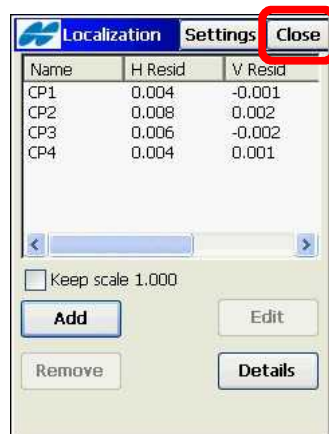 Localization Settings Close
Name H Resid V Resid
CP1 0.004 -0.001
CP2 0.008 0.002
CP3 0.006 -0.002
CP4 0.004 0.001
Keep scale 1.000
Add Edit
Remove Details